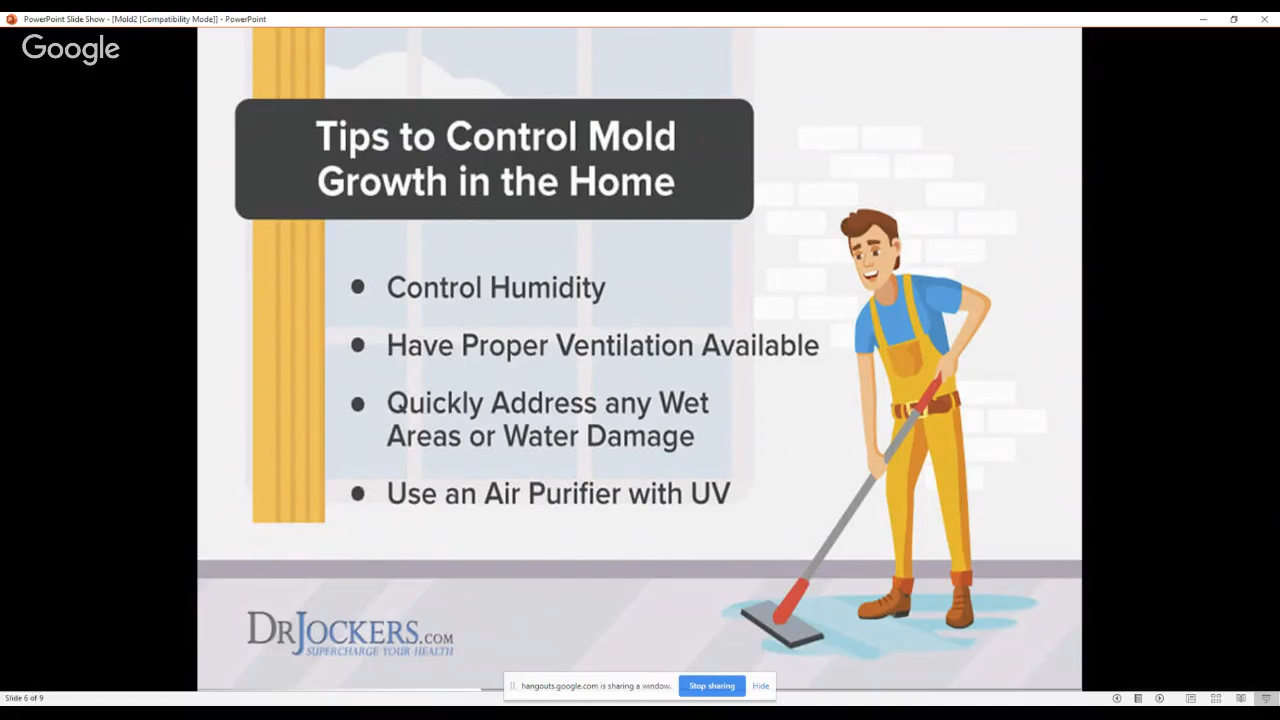 PowerPoint Slide Show - [Mold2 [Compatibility Mode]] - PowerPoint
Google
Tips to Control Mold
Growth in the Home
• Control Humidity
• Have Proper Ventilation Available
• Quickly Address any Wet
Areas or Water Damage
• Use an Air Purifier with UV
DRJOCKERS.COM
SUPERCHARGE YOUR HEALTH
hangouts.google.com is sharing a window.
Stop sharing
Hide
Slide 6 of 9